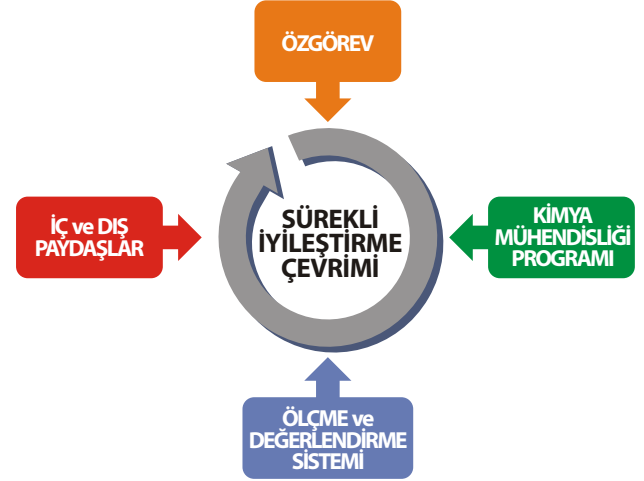 ÖZGÖREV
İÇ ve DIŞ
PAYDAŞLAR
SÜREKLİ
İYİLEŞTİRME
ÇEVRİMİ
KİMYA
MÜHENDİSLİĞİ
PROGRAMI
ÖLÇME ve
DEĞERLENDİRME
SİSTEMİ